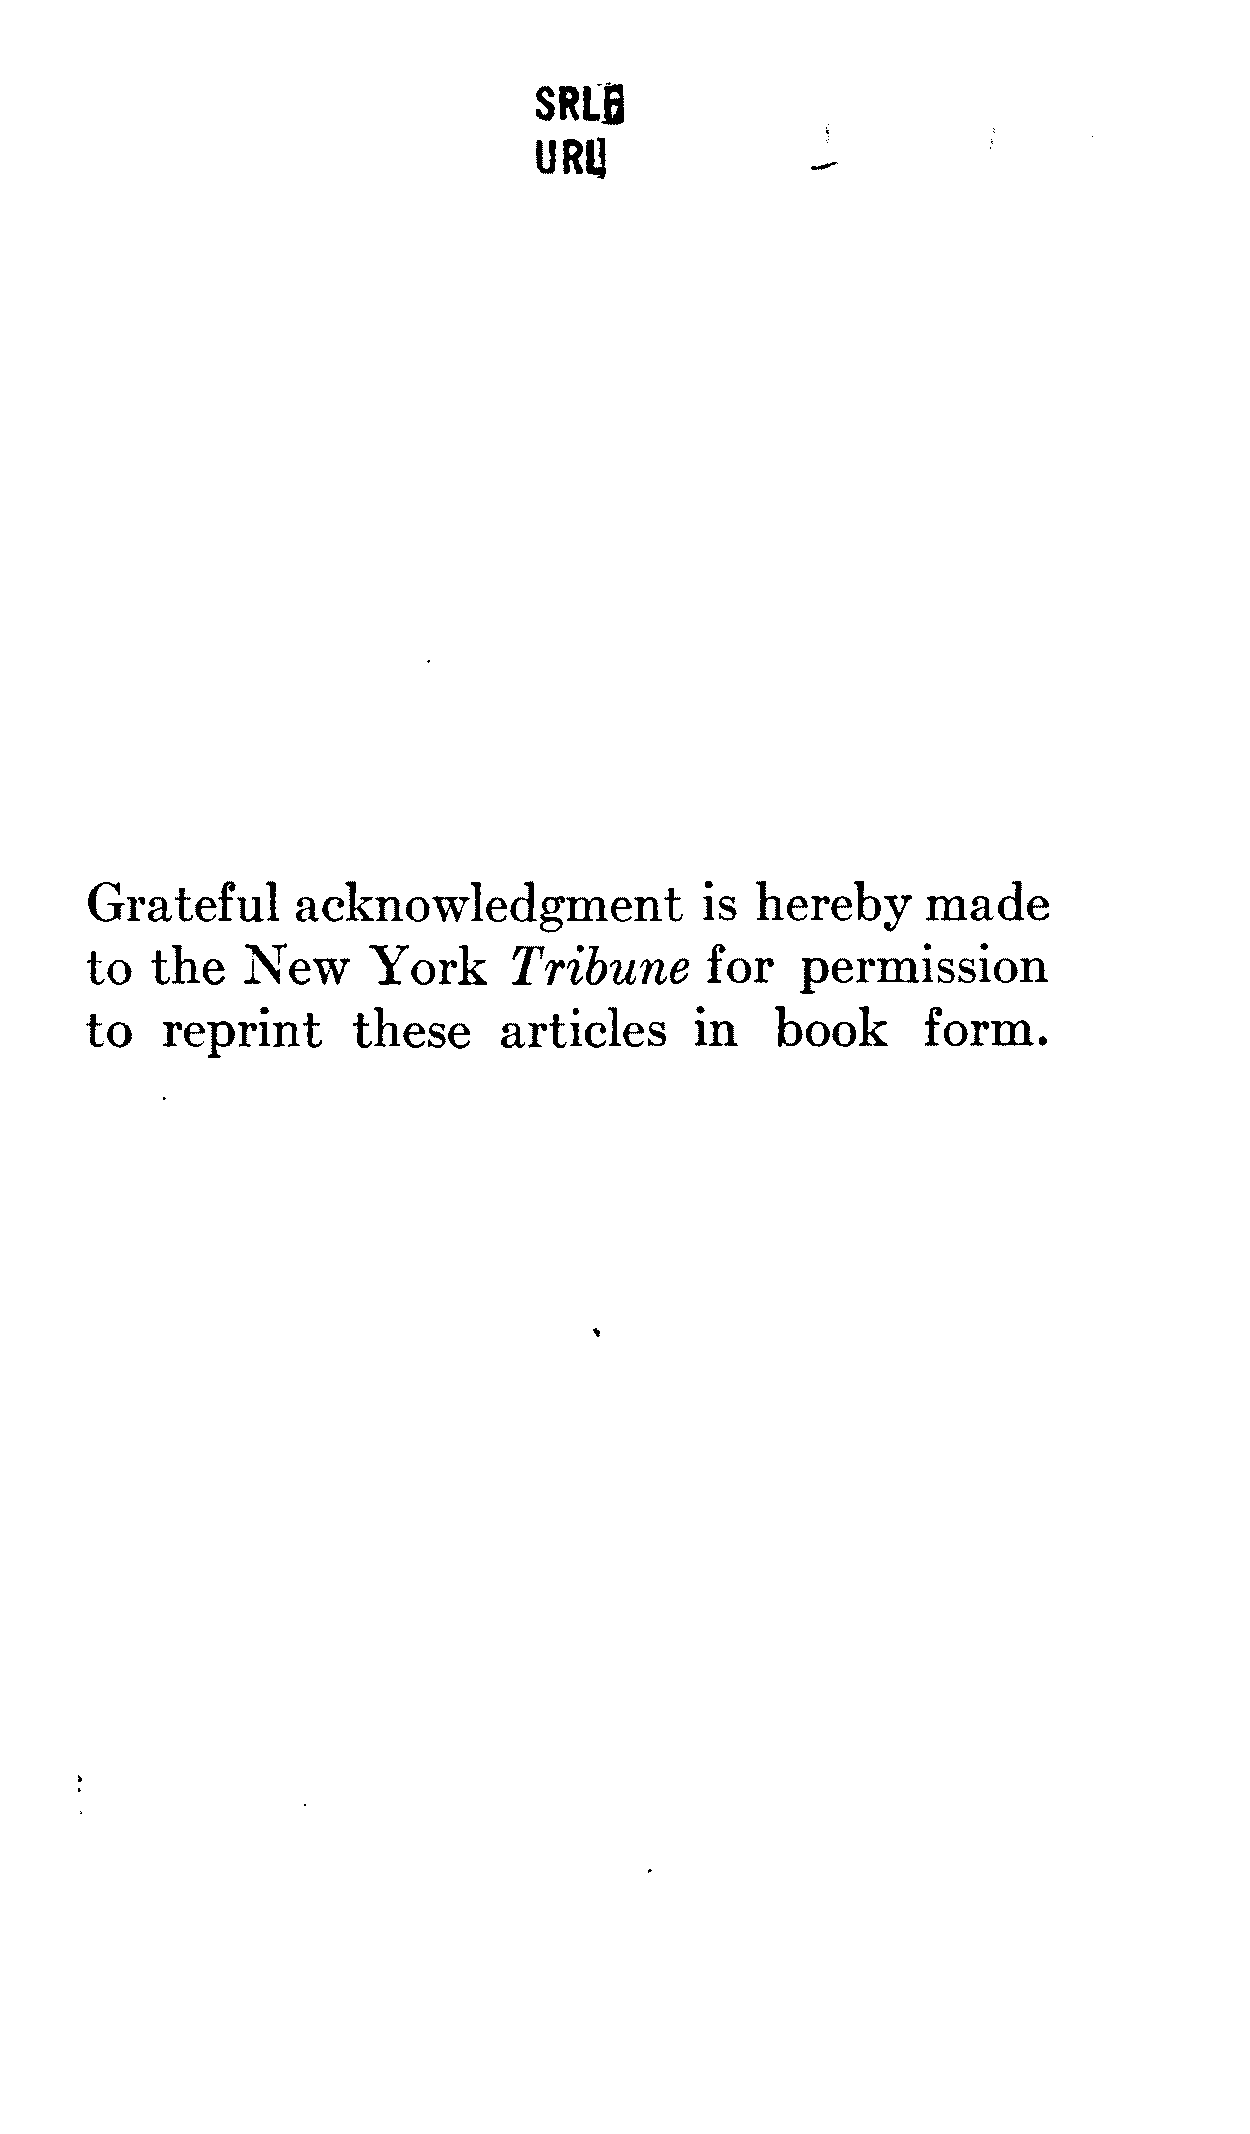 SRLB
URL
Grateful acknowledgment is hereby made
to the New York Tribune for permission
to reprint these articles in book form.